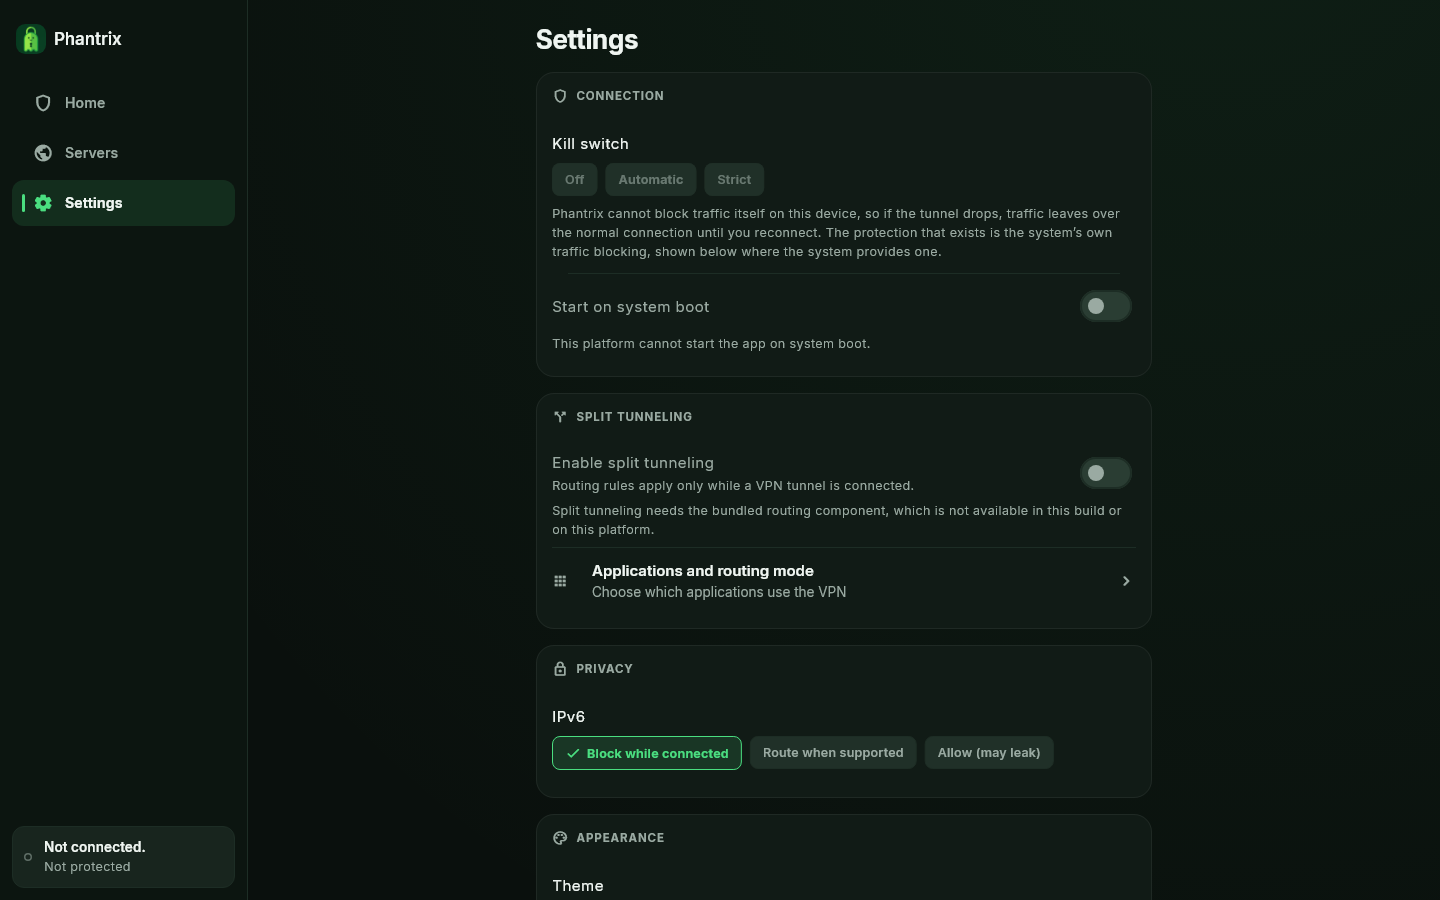 Phantrix
Home
Servers
Settings
Not connected.
Not protected
Settings
CONNECTION
Kill switch
Off
Automatic
Strict
Phantrix cannot block traffic itself on this device, so if the tunnel drops, traffic leaves over
the normal connection until you reconnect. The protection that exists is the system’s own
traffic blocking, shown below where the system provides one.
Start on system boot
This platform cannot start the app on system boot.
SPLIT TUNNELING
Enable split tunneling
Routing rules apply only while a VPN tunnel is connected.
Split tunneling needs the bundled routing component, which is not available in this build or
on this platform.
Applications and routing mode
Choose which applications use the VPN
PRIVACY
IPv6
Block while connected
Route when supported
Allow (may leak)
APPEARANCE
Theme